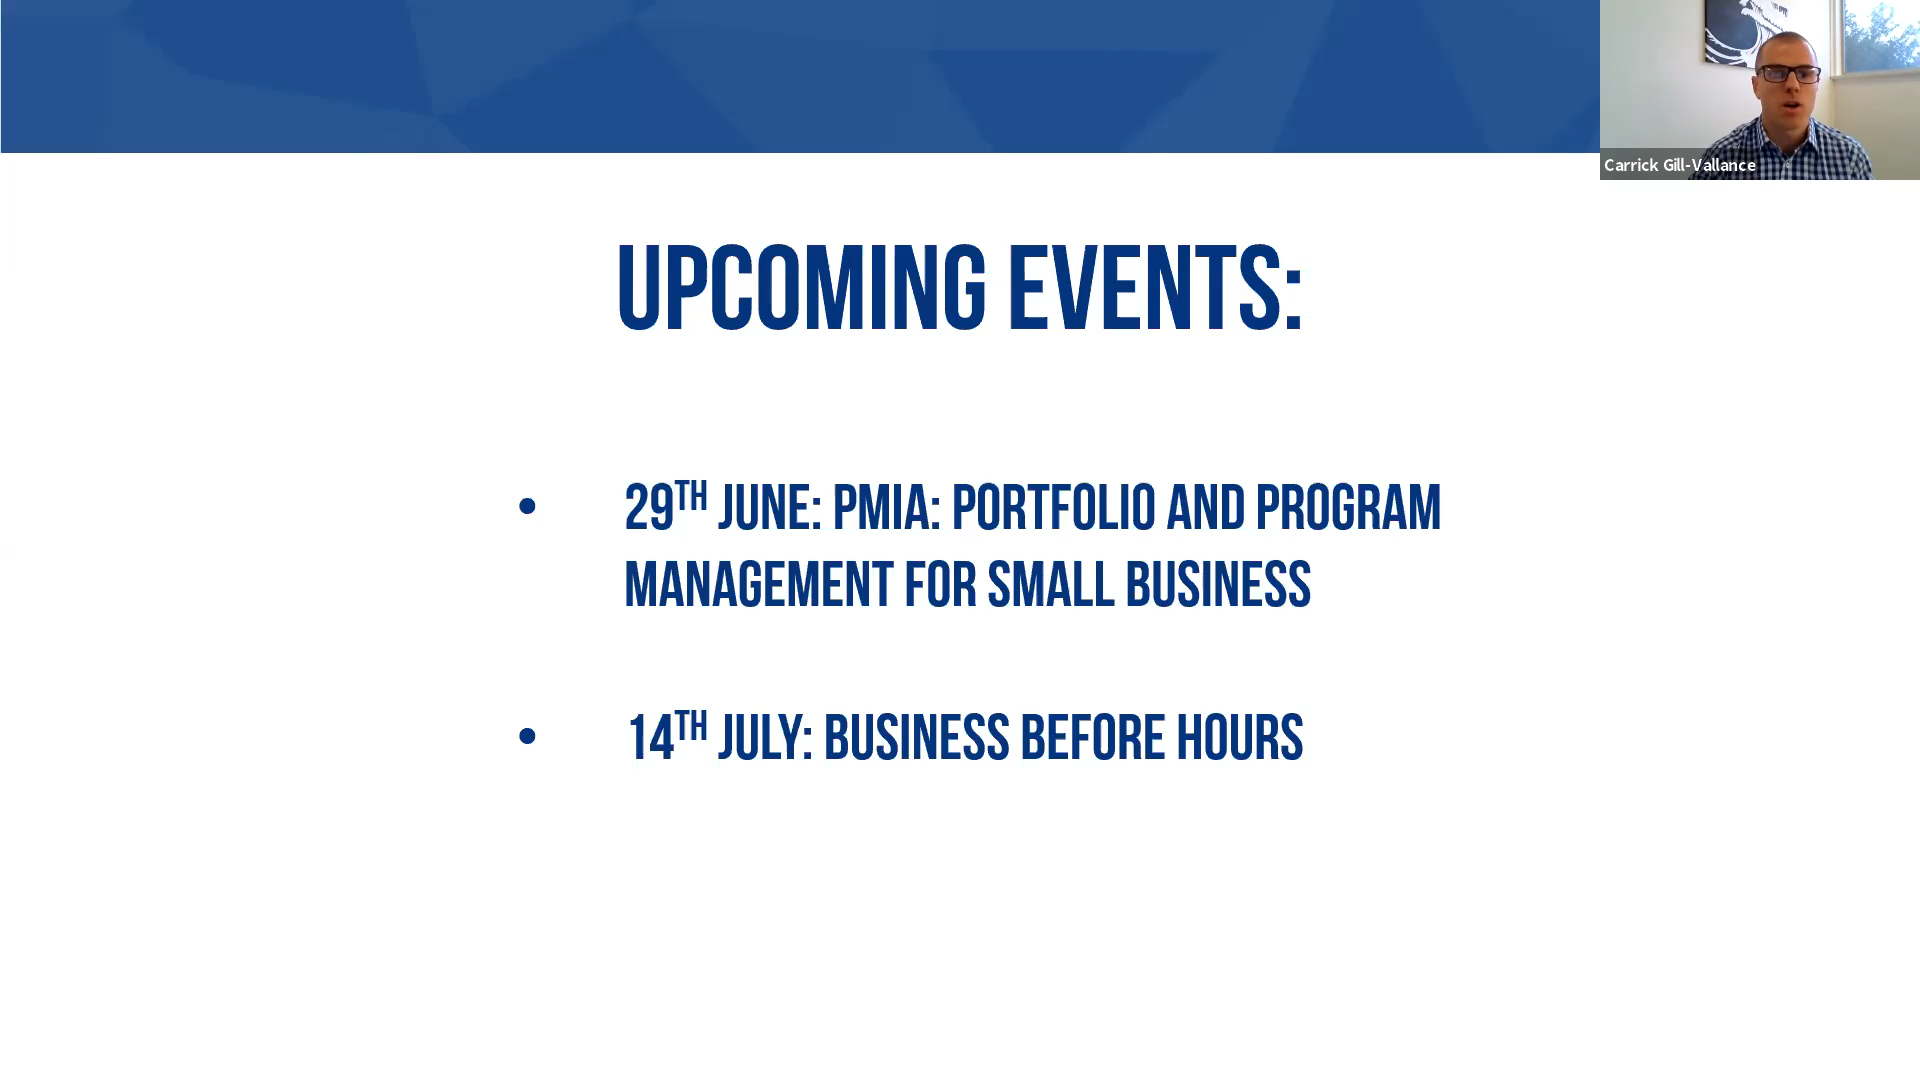 Carrick Gill-Vallance
UPCOMING EVENTS:
• 29TH JUNE: PMIA: PORTFOLIO AND PROGRAM
MANAGEMENT FOR SMALL BUSINESS
• 14TH JULY: BUSINESS BEFORE HOURS